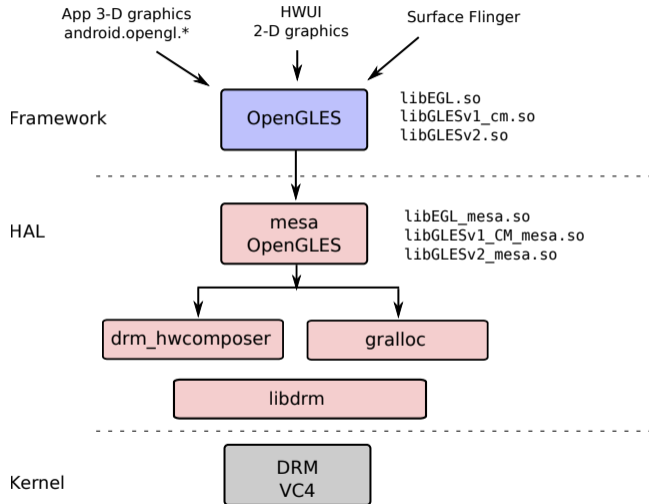 App 3-D graphics
android.opengl.*
HWUI
2-D graphics
Surface Flinger
Framework
OpenGLES
libEGL.so
libGLESv1_cm.so
libGLESv2.so
HAL
mesa
OpenGLES
libEGL_mesa.so
libGLESv1_CM_mesa.so
libGLESv2_mesa.so
drm_hwcomposer
gralloc
libdrm
Kernel
DRM
VC4